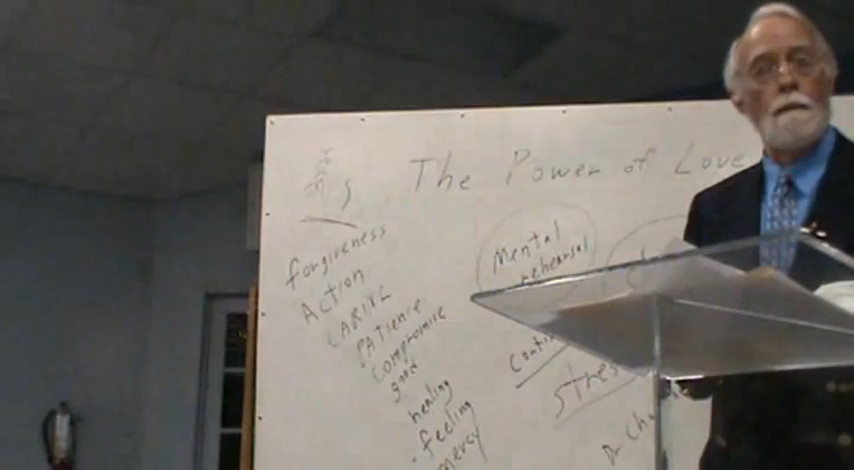 The Power of Love
Forgiveness
Action
CARING
PATience
Compromise
good
healing
feeling
mercy
Mental
rehearsal
Stress